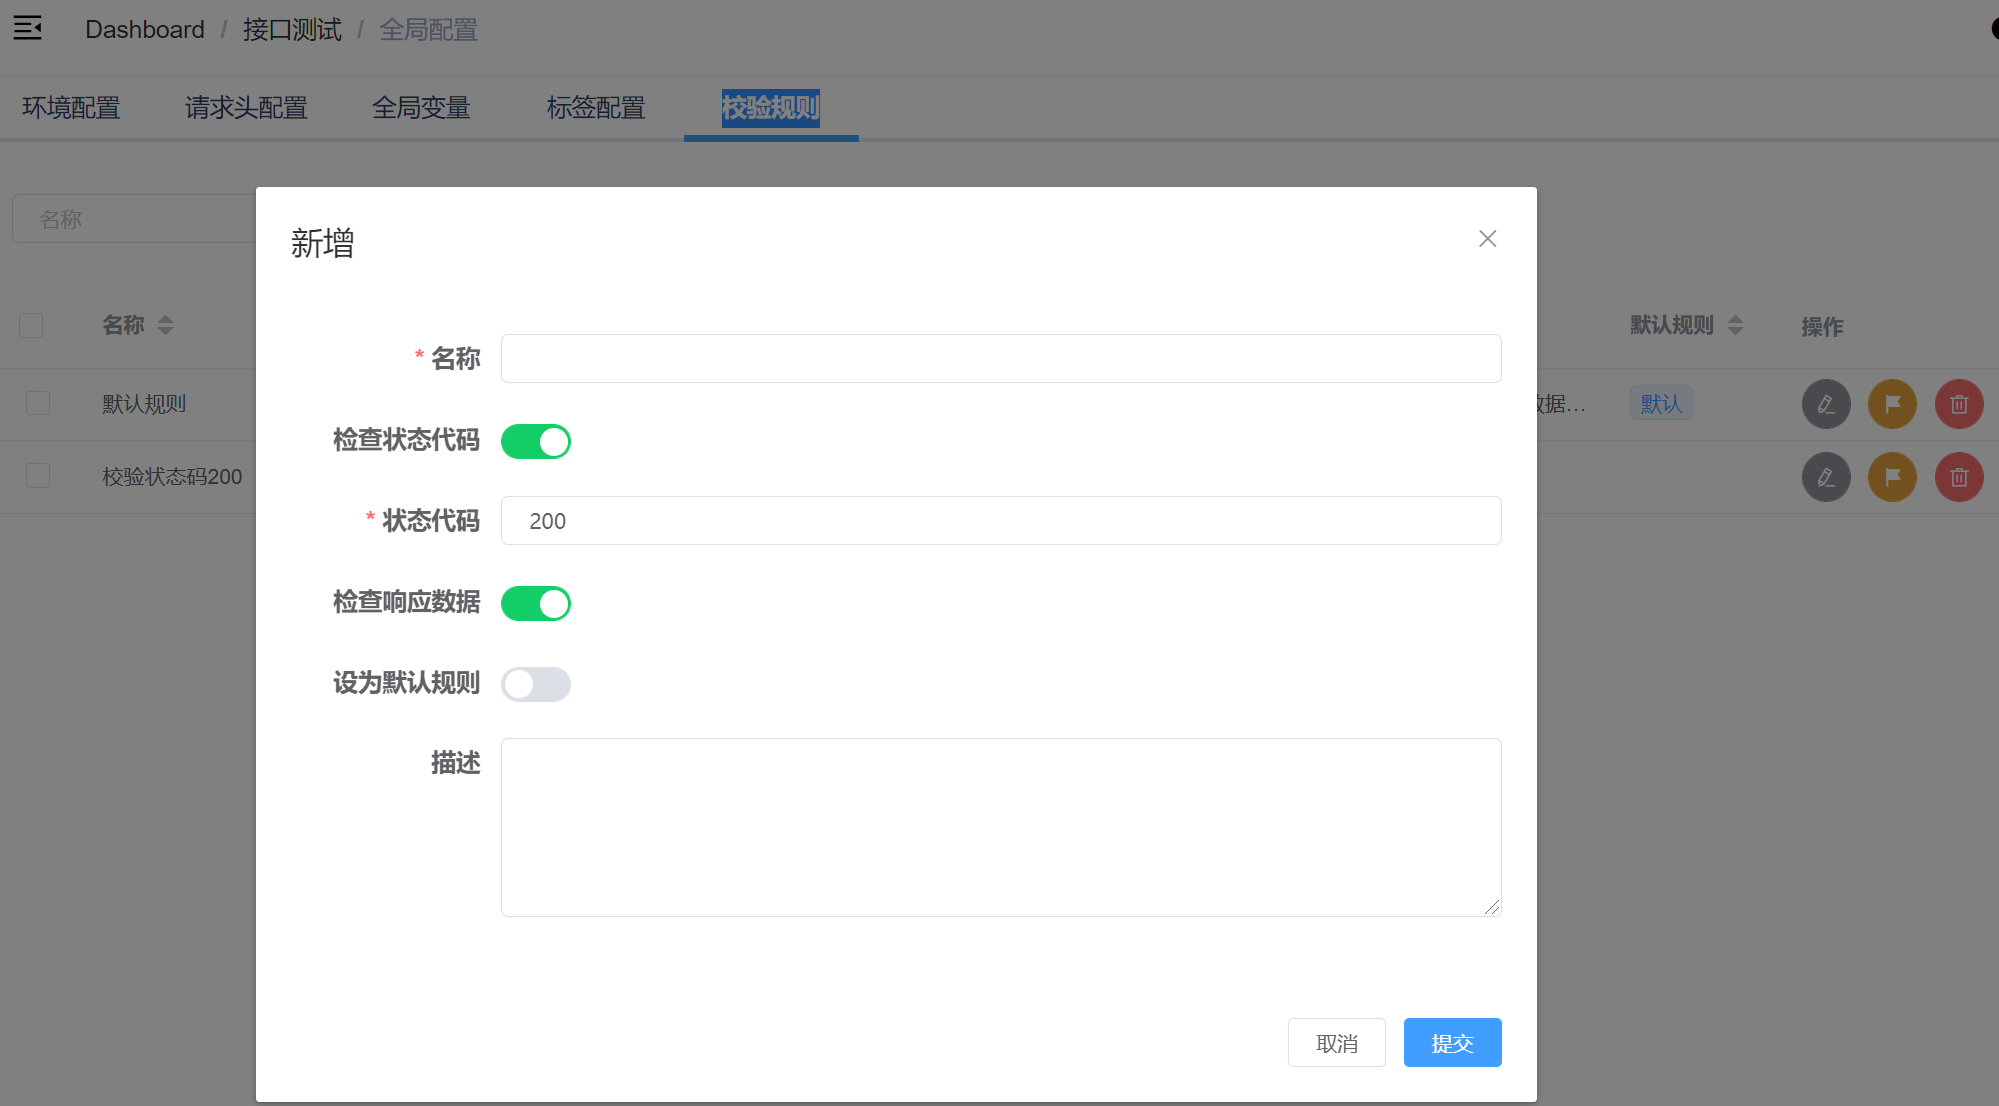 Dashboard / 接口测试 / 全局配置
环境配置 请求头配置 全局变量 标签配置 校验规则
名称
新增
名称 默认规则 操作
* 名称
默认规则 数据... 默认
检查状态代码
校验状态码200
* 状态代码 200
检查响应数据
设为默认规则
描述
取消 提交